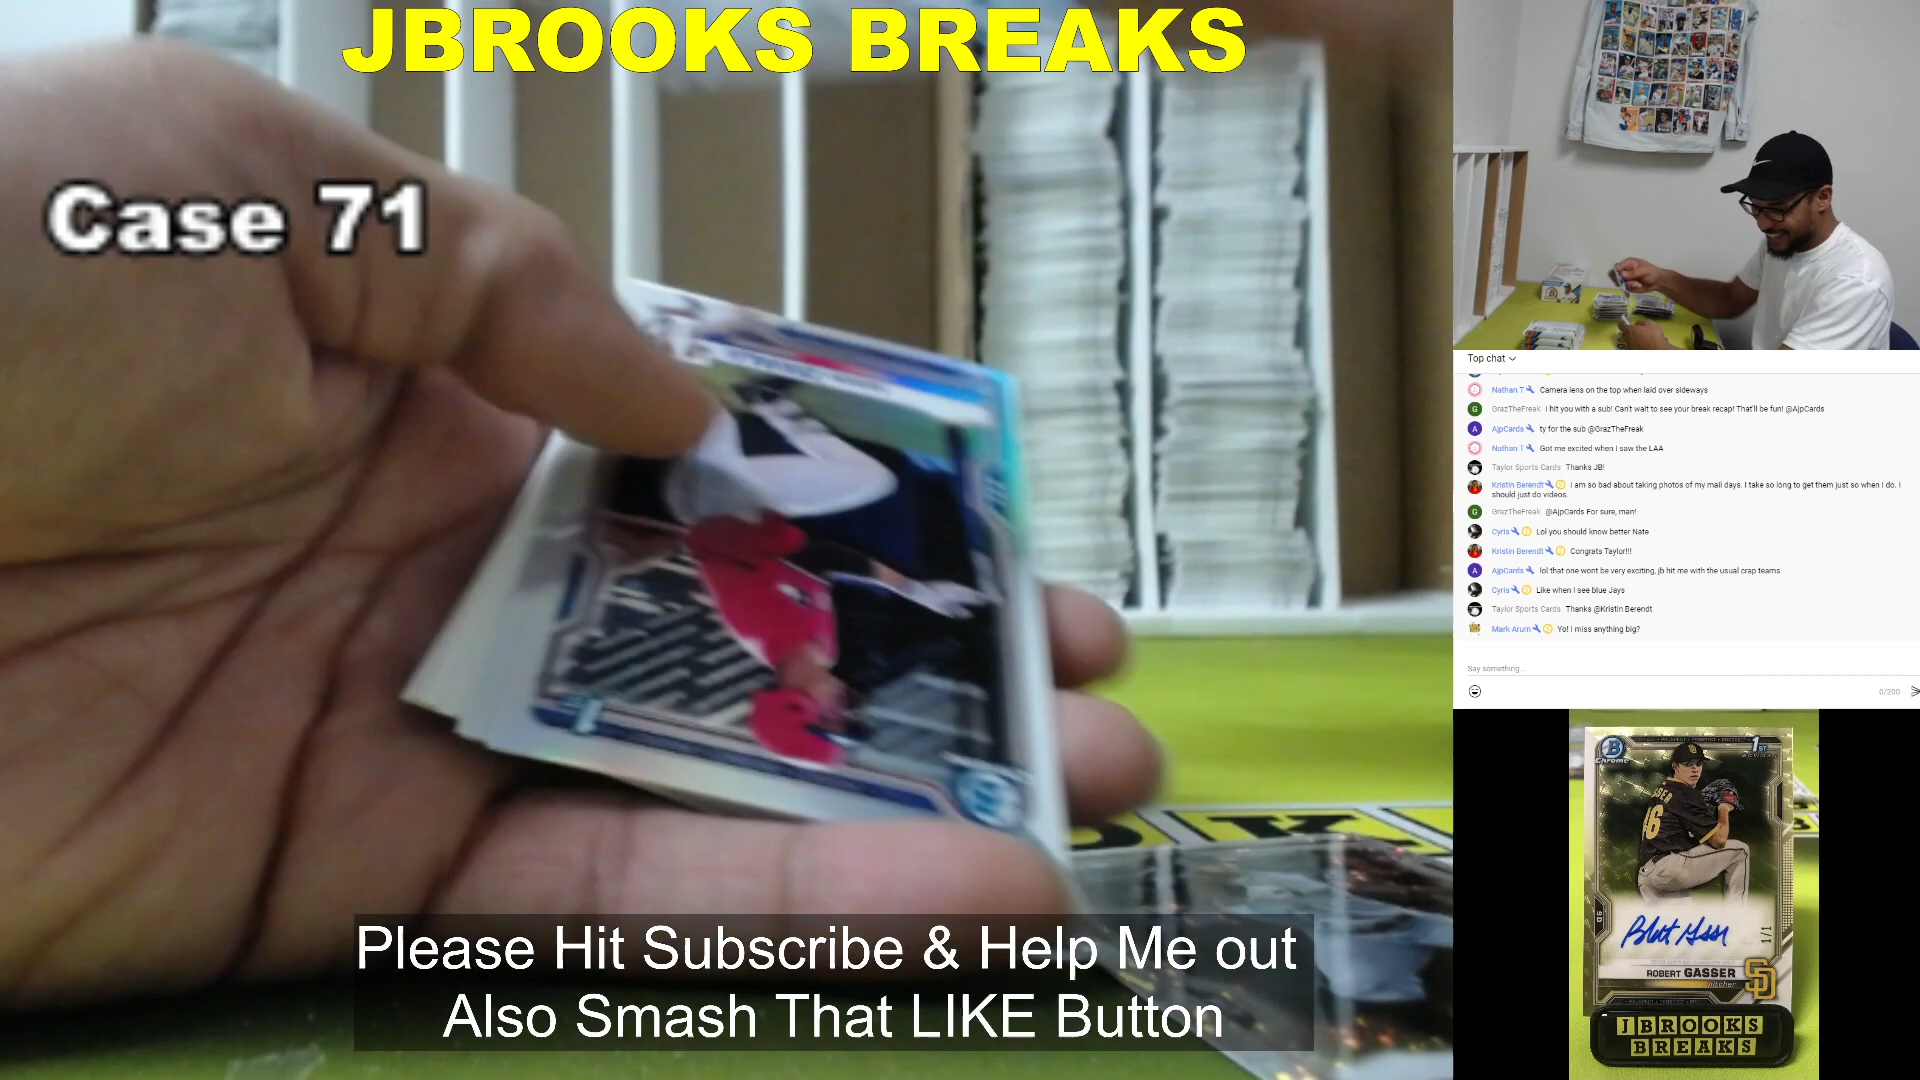 JBROOKS BREAKS
Case 71
Please Hit Subscribe & Help Me out
Also Smash That LIKE Button
Top chat
Nathan T Camera lens on the top when laid over sideways
GrazTheFreak I hit you with a sub! Can't wait to see your break recap! That'll be fun! @AjpCards
AjpCards ty for the sub @GrazTheFreak
Nathan T Got me excited when I saw the LAA
Taylor Sports Cards Thanks JB!
Kristin Berendt I am so bad about taking photos of my mail days. I take so long to get them just so when I do. I
should just do videos.
GrazTheFreak @AjpCards For sure, man!
Cyris Lol you should know better Nate
Kristin Berendt Congrats Taylor!!!
AjpCards lol that one wont be very exciting, jb hit me with the usual crap teams
Cyris Like when I see blue Jays
Taylor Sports Cards Thanks @Kristin Berendt
Mark Arum Yo! I miss anything big?
Say something...
0/200
B
Chrome
1ST
16
SD
1/1
ROBERT GASSER
Pitcher
SD
JBROOKS
BREAKS